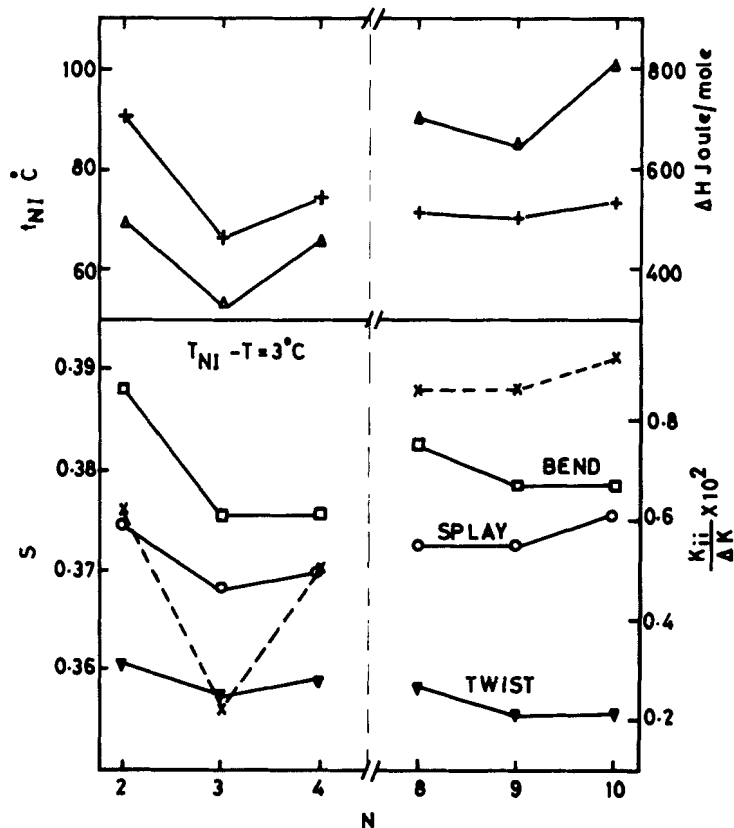 100
80
60
t_NI °C
800
600
400
ΔH Joule/mole
T_NI - T = 3°C
0.39
0.38
0.37
0.36
S
BEND
SPLAY
TWIST
0.8
0.6
0.4
0.2
K_ii/ΔK X10²
2
3
4
8
9
10
N